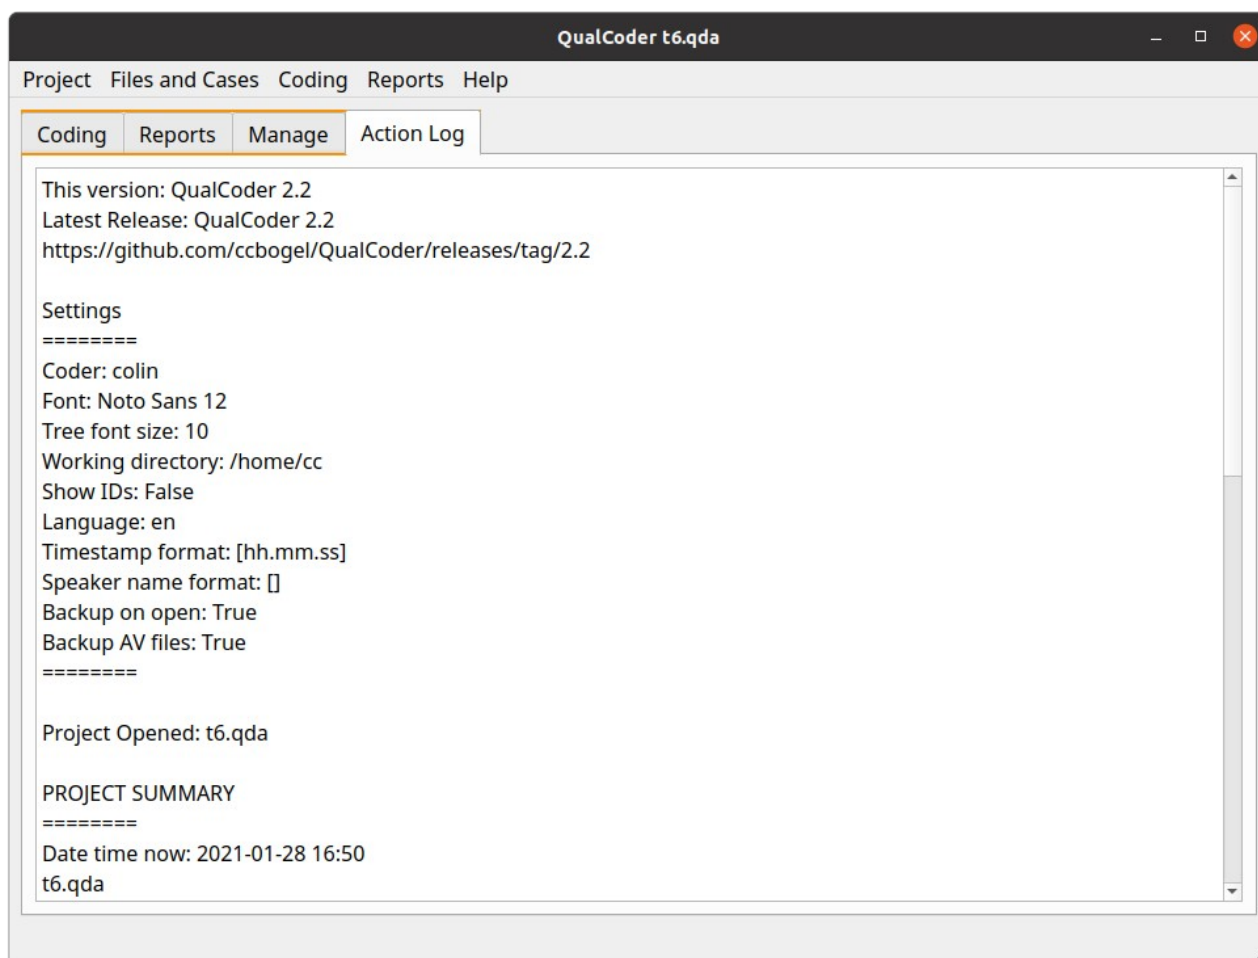 QualCoder t6.qda
Project Files and Cases Coding Reports Help
Coding Reports Manage Action Log
This version: QualCoder 2.2
Latest Release: QualCoder 2.2
https://github.com/ccbogel/QualCoder/releases/tag/2.2
Settings
========
Coder: colin
Font: Noto Sans 12
Tree font size: 10
Working directory: /home/cc
Show IDs: False
Language: en
Timestamp format: [hh.mm.ss]
Speaker name format: []
Backup on open: True
Backup AV files: True
========
Project Opened: t6.qda
PROJECT SUMMARY
========
Date time now: 2021-01-28 16:50
t6.qda